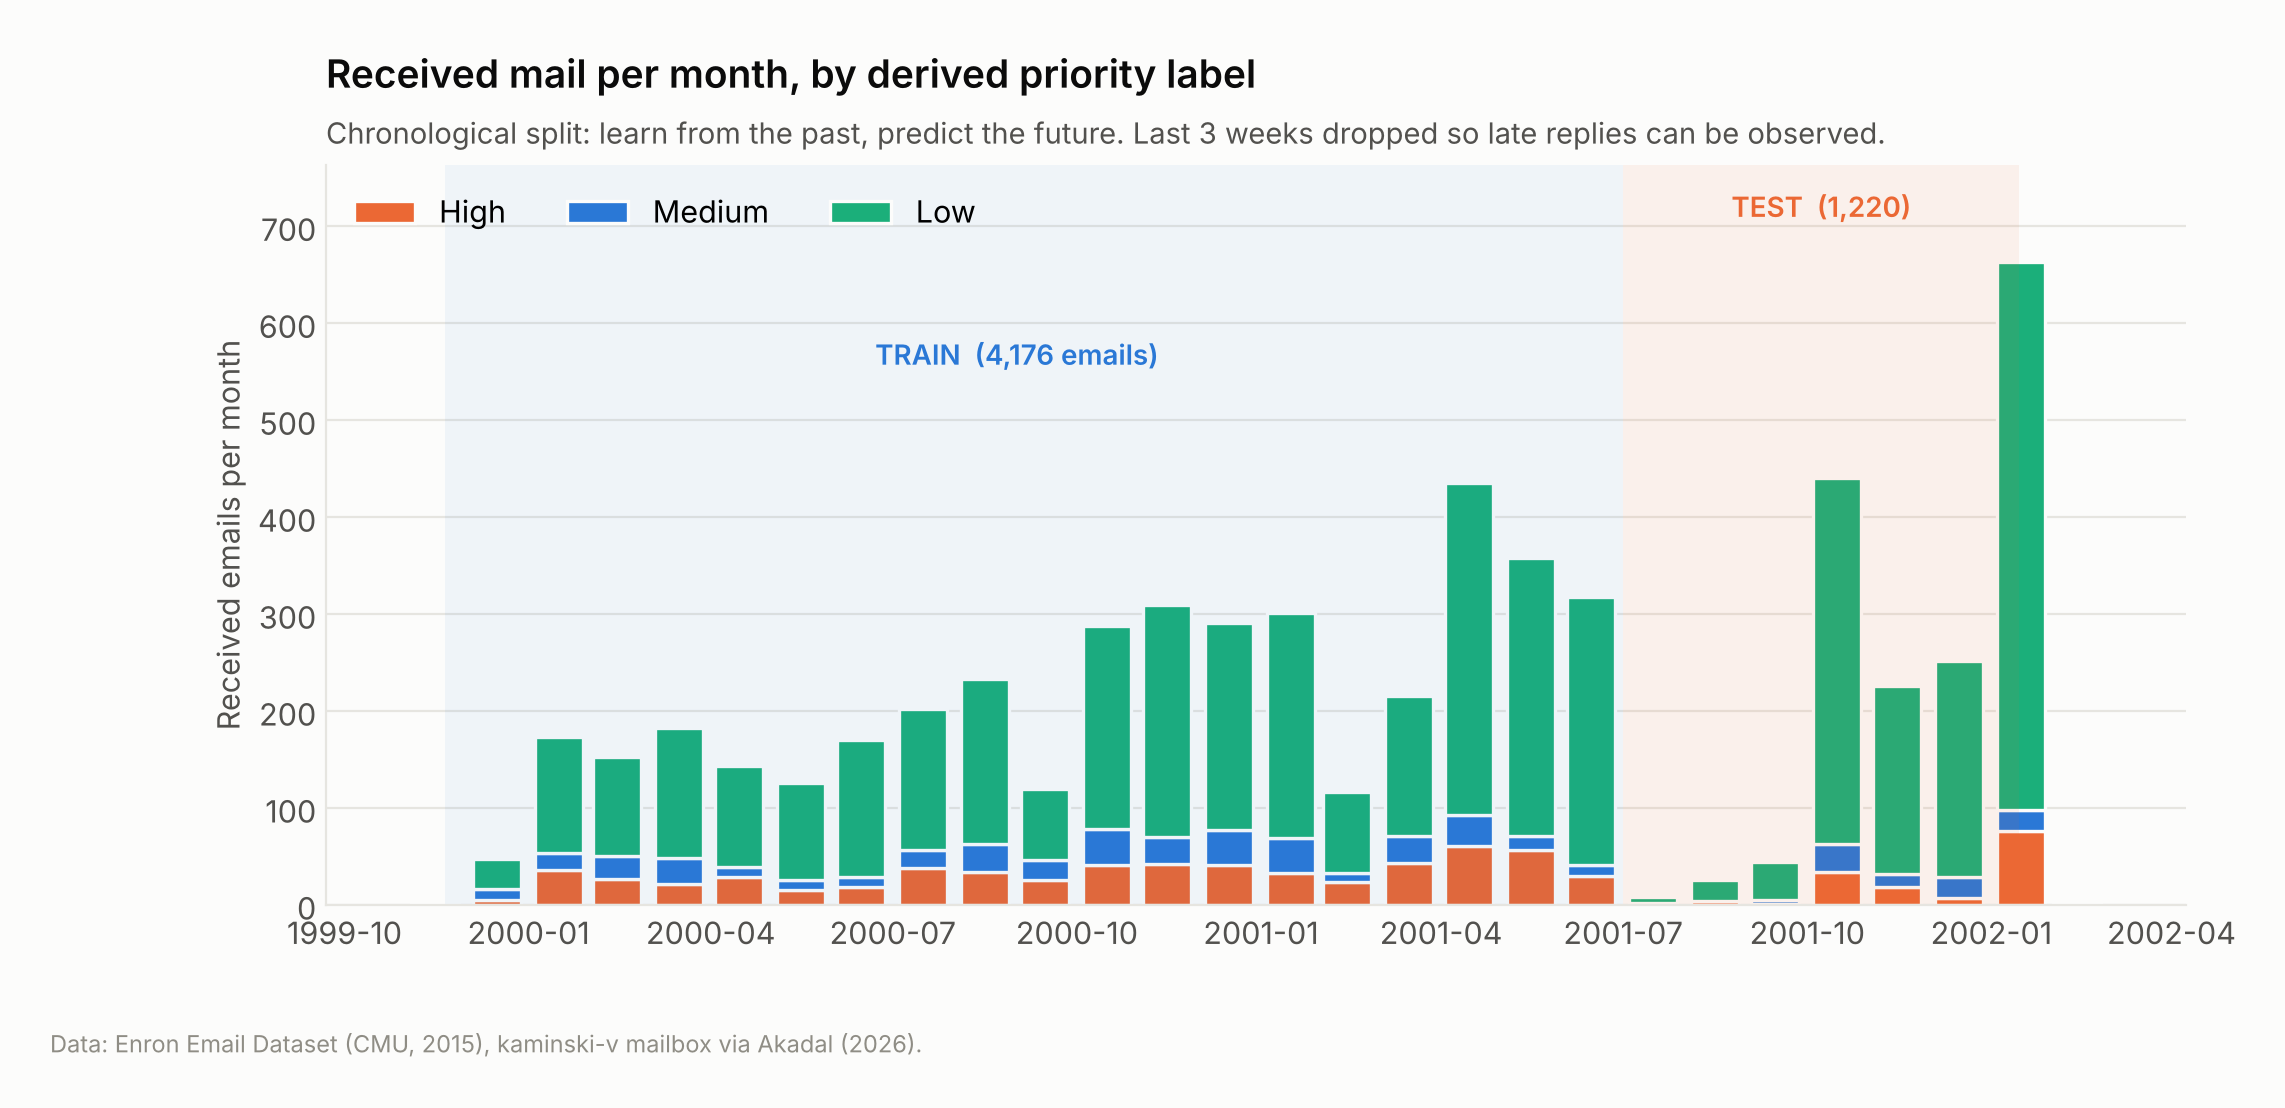 Received mail per month, by derived priority label
Chronological split: learn from the past, predict the future. Last 3 weeks dropped so late replies can be observed.
High Medium Low
TEST (1,220)
TRAIN (4,176 emails)
Received emails per month
700
600
500
400
300
200
100
0
1999-10 2000-01 2000-04 2000-07 2000-10 2001-01 2001-04 2001-07 2001-10 2002-01 2002-04
Data: Enron Email Dataset (CMU, 2015), kaminski-v mailbox via Akadal (2026).